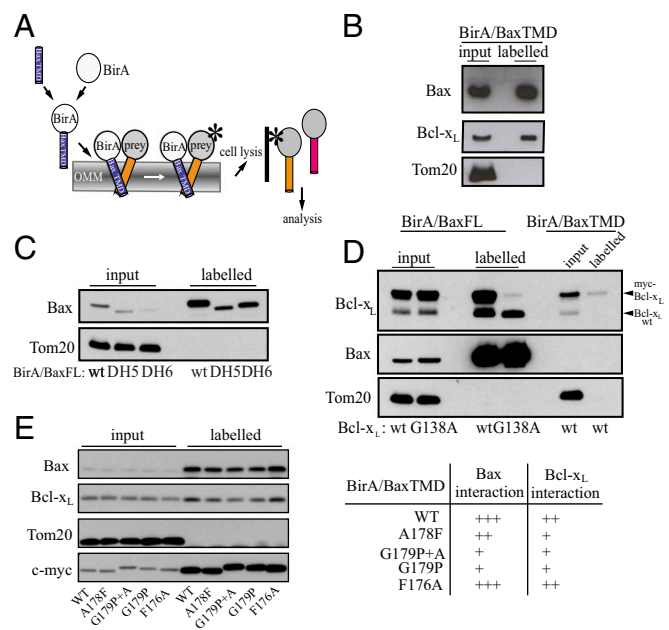 A
BaxTMD
BirA
BirA
BaxTMD
BirA
prey
BirA
prey
*
cell lysis
*
OMM
Bax TMD
Bax TMD
analysis
B
BirA/BaxTMD
input labelled
Bax
Bcl-xL
Tom20
C
input labelled
Bax
Tom20
BirA/BaxFL: wt DH5 DH6 wt DH5 DH6
D
BirA/BaxFL BirA/BaxTMD
input labelled input labelled
Bcl-xL
myc-
Bcl-xL
Bcl-xL
wt
Bax
Tom20
Bcl-xL: wt G138A wt G138A wt wt
E
input labelled
Bax
Bcl-xL
Tom20
c-myc
WT A178F G179P+A G179P F176A WT A178F G179P+A G179P F176A
BirA/BaxTMD Bax interaction Bcl-xL interaction
WT +++ ++
A178F ++ +
G179P+A + +
G179P + +
F176A +++ ++